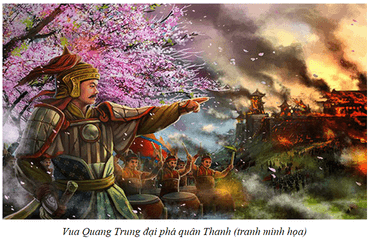 Vua Quang Trung đại phá quân Thanh (tranh minh họa)